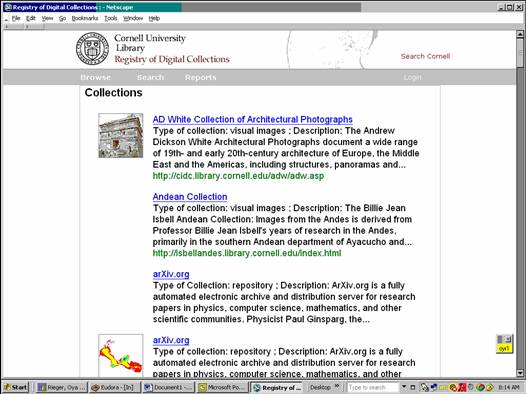 Registry of Digital Collections : - Netscape
File Edit View Go Bookmarks Tools Window Help
Cornell University
Library
Registry of Digital Collections
Search Cornell
Browse Search Reports Login
Collections
AD White Collection of Architectural Photographs
Type of collection: visual images ; Description: The Andrew
Dickson White Architectural Photographs document a wide range
of 19th- and early 20th-century architecture of Europe, the Middle
East and the Americas, including structures, panoramas and...
http://cidc.library.cornell.edu/adw/adw.asp
Andean Collection
Type of collection: visual images ; Description: The Billie Jean
Isbell Andean Collection: Images from the Andes is derived from
Professor Billie Jean Isbell's years of research in the Andes,
primarily in the southern Andean department of Ayacucho and...
http://isbellandes.library.cornell.edu/index.html
arXiv.org
Type of Collection: repository ; Description: ArXiv.org is a fully
automated electronic archive and distribution server for research
papers in physics, computer science, mathematics, and other
scientific communities. Physicist Paul Ginsparg, the...
arXiv.org
Type of collection: repository ; Description: ArXiv.org is a fully
automated electronic archive and distribution server for research
papers in physics, computer science, mathematics, and other
oyr1
Start Rieger, Oya ... Eudora - [In] Document1 - ... Microsoft Po... Registry of ... Desktop » Type to search 8:14 AM